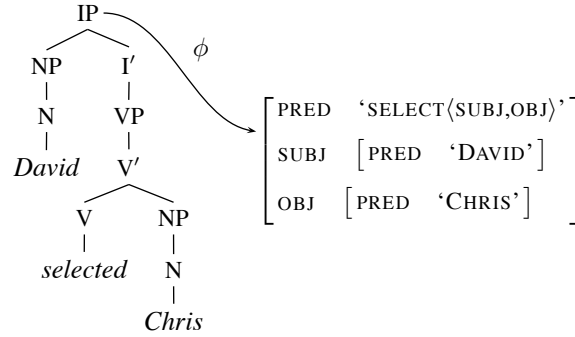 IP
ϕ
NP I′
N VP
David V′
V NP
selected N
Chris
PRED ‘SELECT⟨SUBJ,OBJ⟩’
SUBJ [PRED ‘DAVID’]
OBJ [PRED ‘CHRIS’]